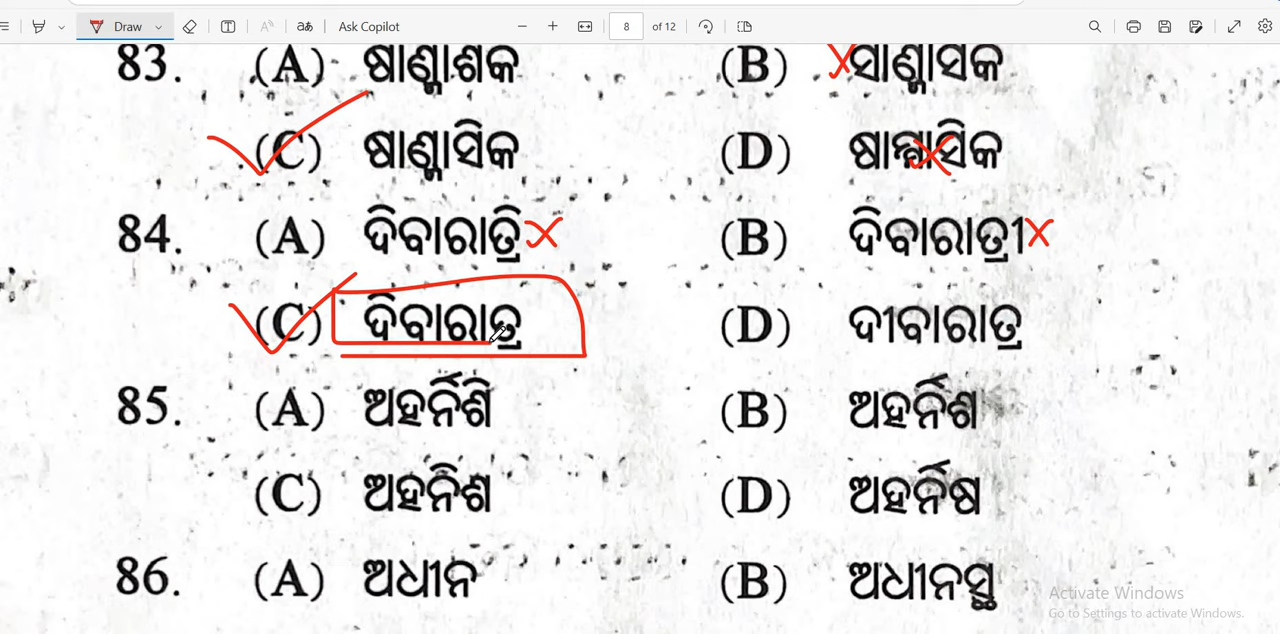 Draw Ask Copilot 8 of 12
83. (A) ଷାଣ୍ମାଶକ (B) ସାଣ୍ମାସକ
(C) ଷାଣ୍ମାସିକ (D) ଷାନ୍ମାସିକ
84. (A) ଦିବାରାତ୍ରି (B) ଦିବାରାତ୍ରୀ
(C) ଦିବାରାତ୍ର (D) ଦୀବାରାତ୍ର
85. (A) ଅହର୍ନିଶି (B) ଅହର୍ନିଶ
(C) ଅହନିଶ (D) ଅହର୍ନିଷ
86. (A) ଅଧୀନ (B) ଅଧୀନସ୍ଥ
Activate Windows
Go to Settings to activate Windows.